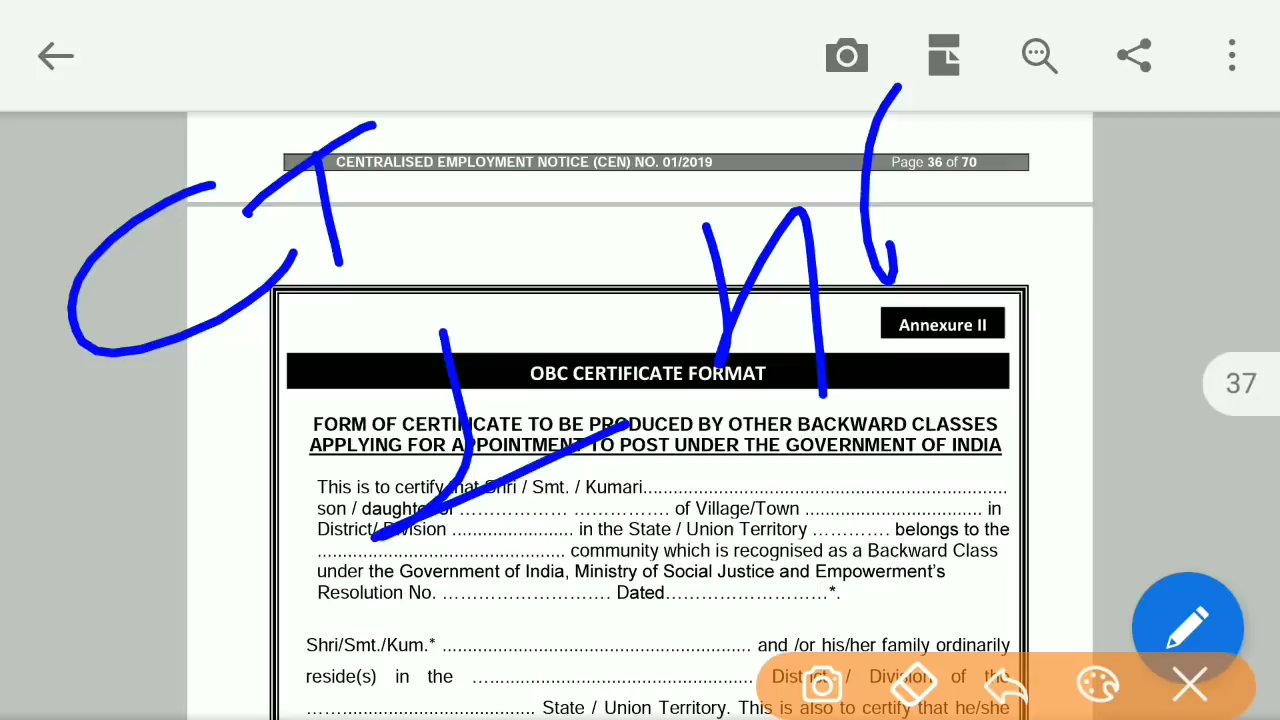 CENTRALISED EMPLOYMENT NOTICE (CEN) NO. 01/2019 Page 36 of 70
Annexure II
37
OBC CERTIFICATE FORMAT
FORM OF CERTIFICATE TO BE PRODUCED BY OTHER BACKWARD CLASSES
APPLYING FOR APPOINTMENT TO POST UNDER THE GOVERNMENT OF INDIA
This is to certify that Shri / Smt. / Kumari........................................................................
son / daughter of …………………. ………………. of Village/Town ................................... in
District/ Division ........................ in the State / Union Territory …………. belongs to the
................................................. community which is recognised as a Backward Class
under the Government of India, Ministry of Social Justice and Empowerment's
Resolution No. ……………………. Dated……………………*.
Shri/Smt./Kum.* ............................................................. and /or his/her family ordinarily
reside(s) in the ....................................................... District / Division of the
........................................... State / Union Territory. This is also to certify that he/she